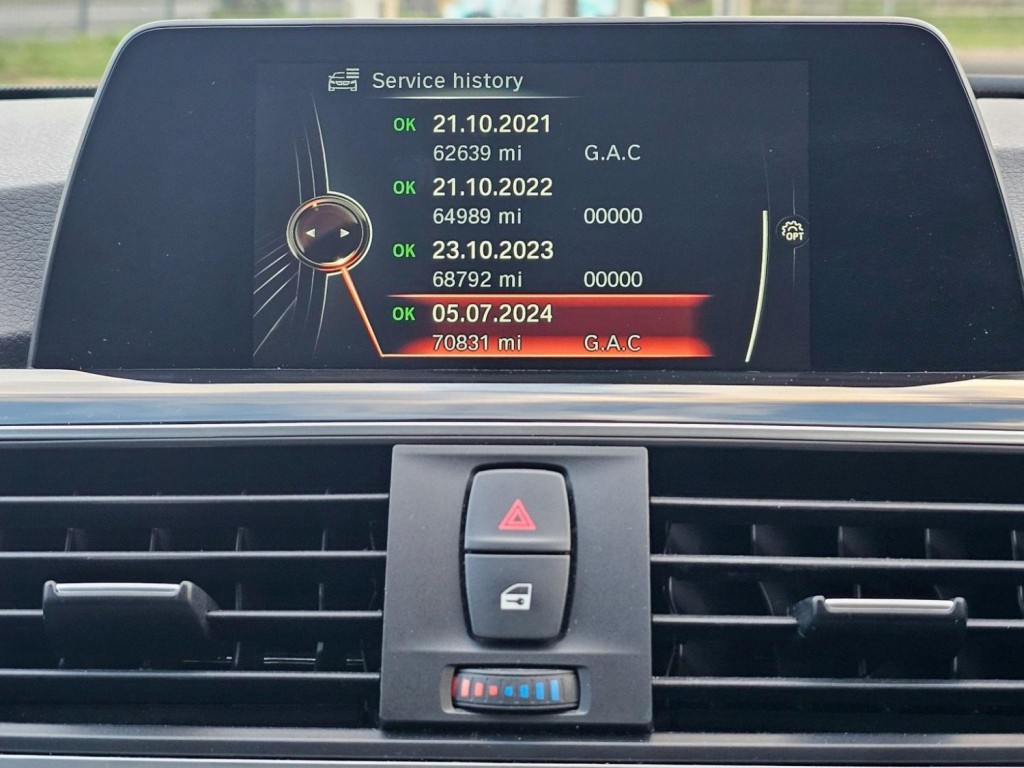 Service history
OK 21.10.2021
62639 mi G.A.C
OK 21.10.2022
64989 mi 00000
OK 23.10.2023
68792 mi 00000
OK 05.07.2024
70831 mi G.A.C
OPT